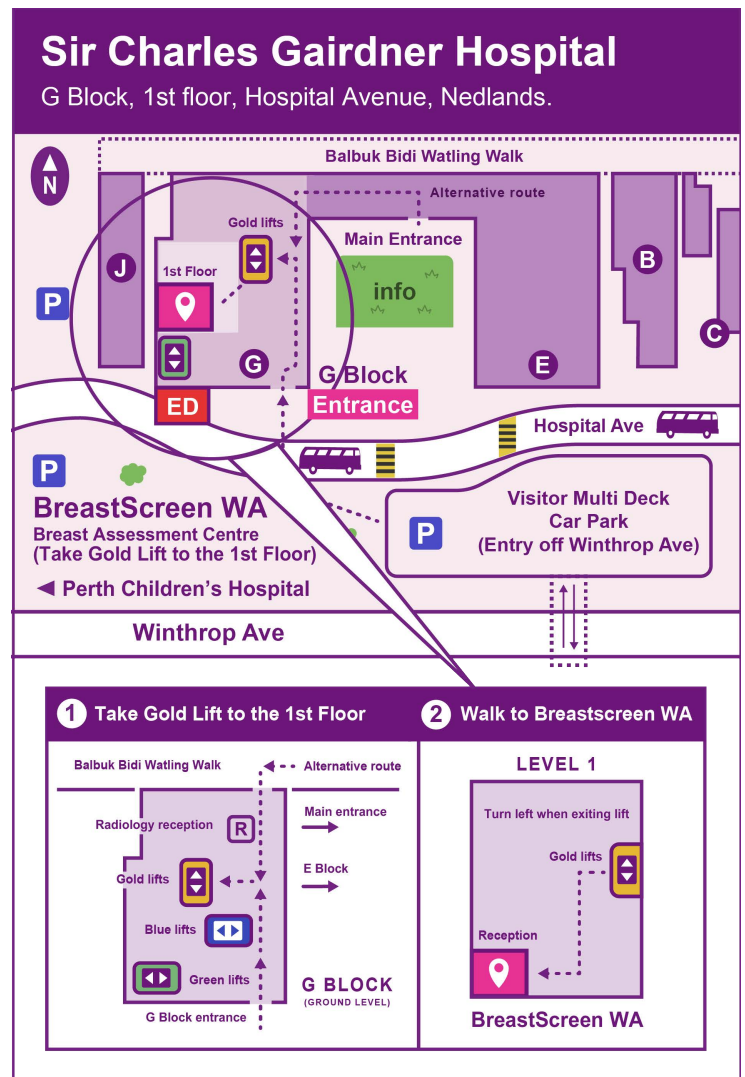 Sir Charles Gairdner Hospital
G Block, 1st floor, Hospital Avenue, Nedlands.
Balbuk Bidi Watling Walk
N
Alternative route
Gold lifts
Main Entrance
J
1st Floor
B
P
info
C
G
E
G Block
ED
Entrance
Hospital Ave
P
BreastScreen WA
Breast Assessment Centre
(Take Gold Lift to the 1st Floor)
Visitor Multi Deck
Car Park
(Entry off Winthrop Ave)
P
Perth Children's Hospital
Winthrop Ave
1 Take Gold Lift to the 1st Floor
Balbuk Bidi Watling Walk
Alternative route
Radiology reception
R
Main entrance
Gold lifts
E Block
Blue lifts
Green lifts
G BLOCK
(GROUND LEVEL)
G Block entrance
2 Walk to Breastscreen WA
LEVEL 1
Turn left when exiting lift
Gold lifts
Reception
BreastScreen WA